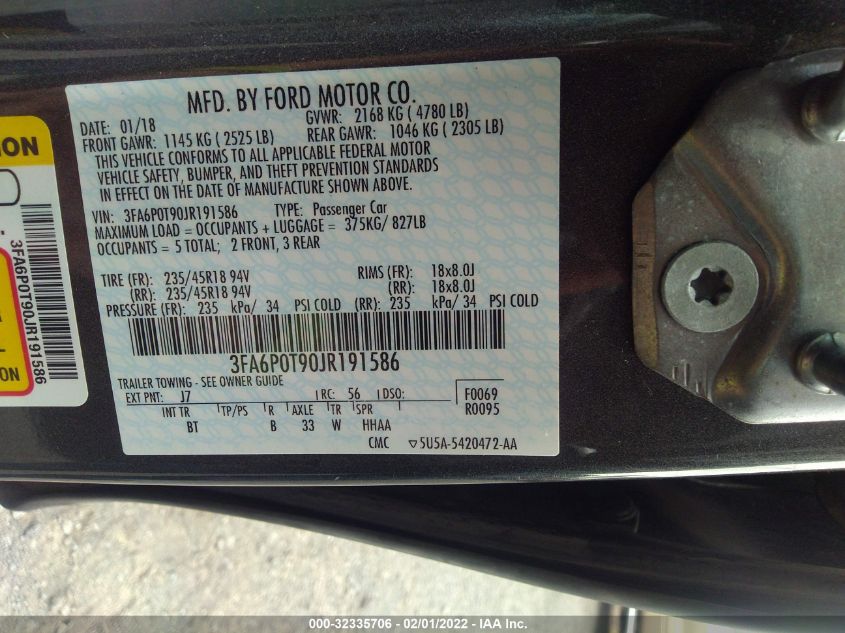 MFD. BY FORD MOTOR CO.
DATE: 01/18 GVWR: 2168 KG ( 4780 LB)
FRONT GAWR: 1145 KG ( 2525 LB) REAR GAWR: 1046 KG ( 2305 LB)
THIS VEHICLE CONFORMS TO ALL APPLICABLE FEDERAL MOTOR
VEHICLE SAFETY, BUMPER, AND THEFT PREVENTION STANDARDS
IN EFFECT ON THE DATE OF MANUFACTURE SHOWN ABOVE.
VIN: 3FA6P0T90JR191586 TYPE: Passenger Car
MAXIMUM LOAD = OCCUPANTS + LUGGAGE = 375KG/ 827LB
OCCUPANTS = 5 TOTAL; 2 FRONT, 3 REAR
TIRE (FR): 235/45R18 94V RIMS (FR): 18x8.0J
(RR): 235/45R18 94V (RR): 18x8.0J
PRESSURE (FR): 235 kPa/ 34 PSI COLD (RR): 235 kPa/ 34 PSI COLD
3FA6P0T90JR191586
TRAILER TOWING - SEE OWNER GUIDE
EXT PNT: J7 RC: 56 DSO: F0069
INT TR TP/PS R AXLE TR SPR R0095
BT B 33 W HHAA
CMC ▽5U5A-5420472-AA
ION
3FA6P0T90JR191586
ION
100% - 32335706 - 02/01/2022 - IAA Inc.